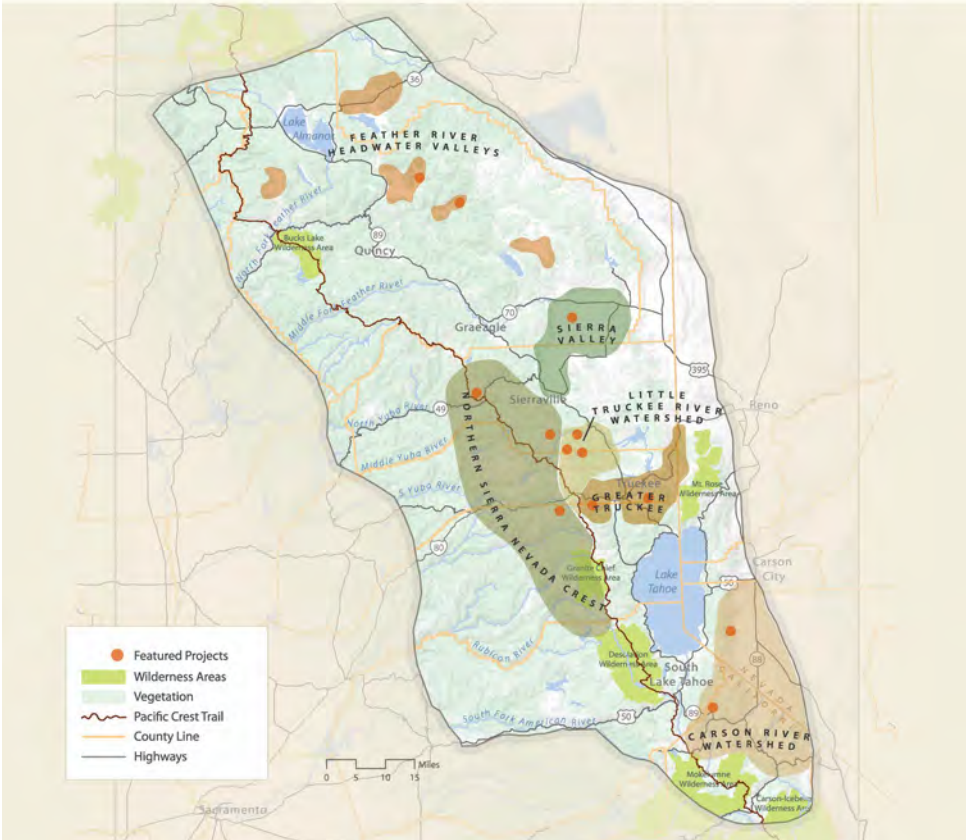 36
Lake
Almanor
FEATHER RIVER
HEADWATER VALLEYS
North Fork Feather River
89
Quincy
Bucks Lake
Wilderness Area
Middle Fork Feather River
70
Graeagle
SIERRA
VALLEY
395
Sierraville
LITTLE
TRUCKEE RIVER
WATERSHED
Reno
49
North Yuba River
Middle Yuba River
NORTHERN SIERRA NEVADA CREST
S Yuba River
Truckee
Mt. Rose
Wilderness Area
GREATER
TRUCKEE
80
Granite Chief
Wilderness Area
Lake
Tahoe
50
Carson
City
Rubicon River
Desolation
Wilderness Area
South
Lake Tahoe
88
NEVADA
CALIFORNIA
89
South Fork American River
50
CARSON RIVER
WATERSHED
Mokelumne
Wilderness Area
Carson-Iceberg
Wilderness Area
Featured Projects
Wilderness Areas
Vegetation
Pacific Crest Trail
County Line
Highways
Miles
0 5 10 15
Sacramento